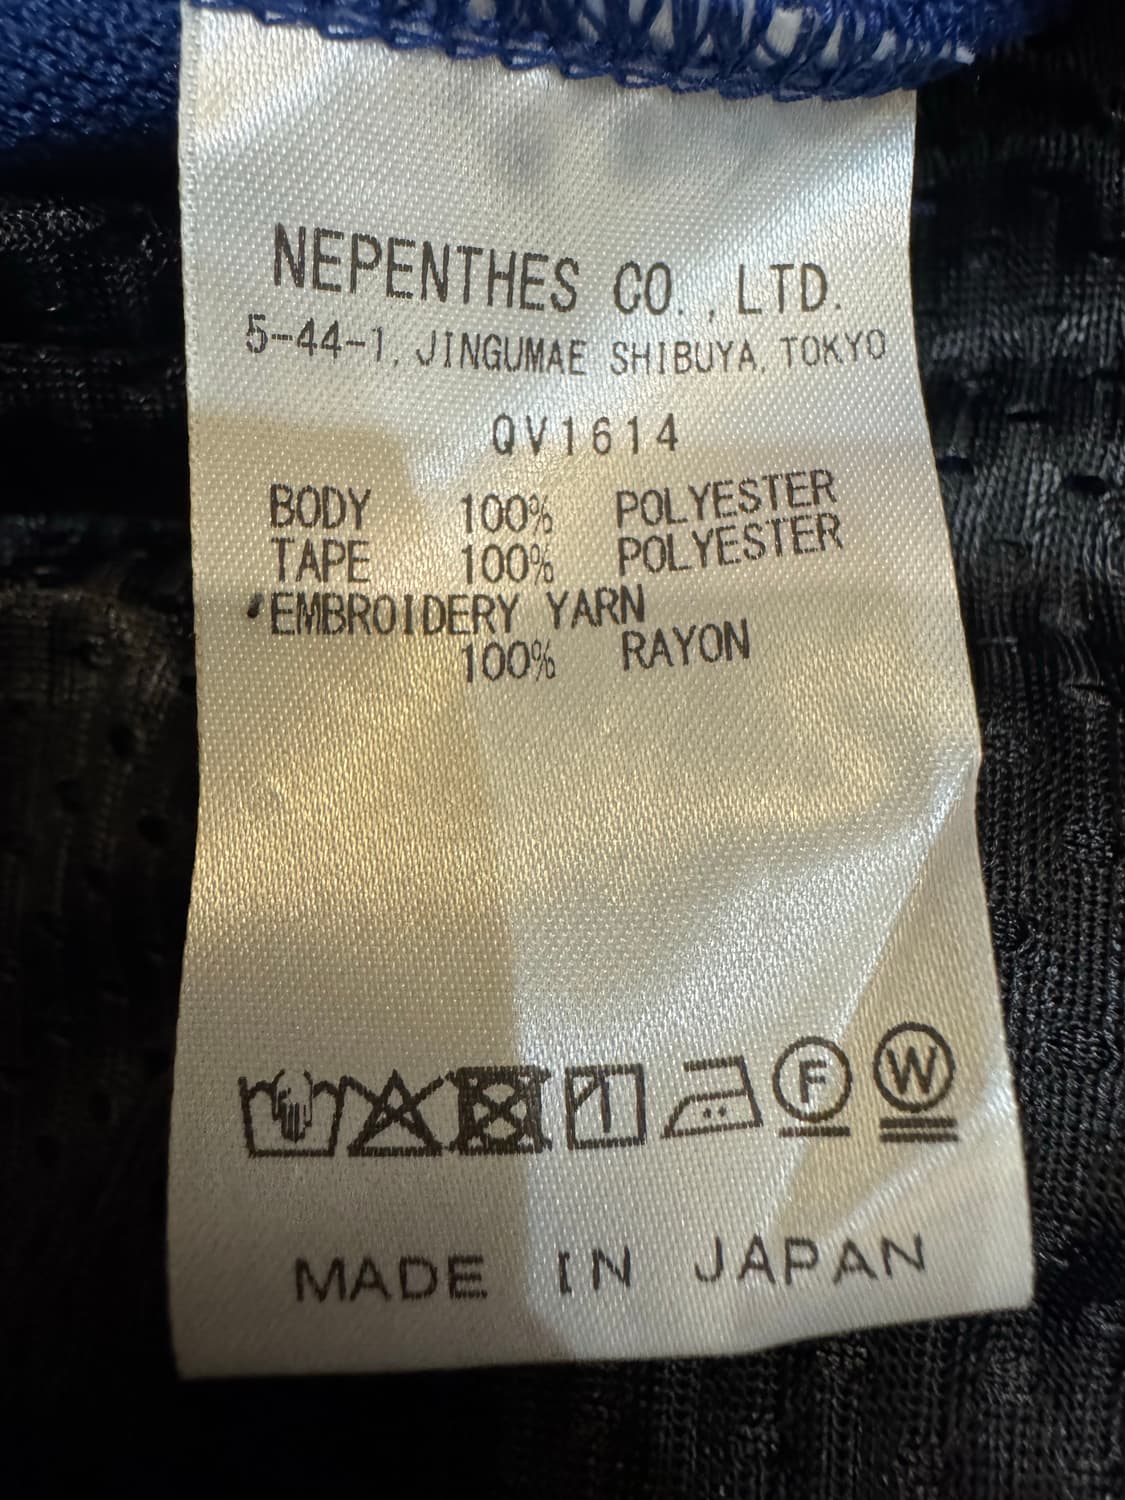 NEPENTHES CO., LTD.
5-44-1, JINGUMAE SHIBUYA, TOKYO
QV1614
BODY 100% POLYESTER
TAPE 100% POLYESTER
EMBROIDERY YARN
100% RAYON
F W
MADE IN JAPAN